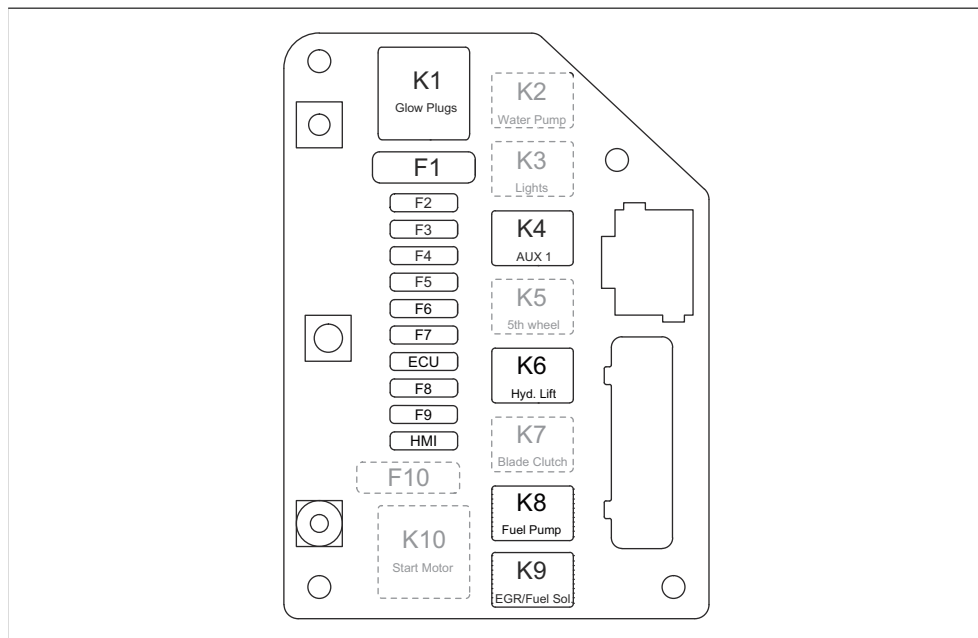 K1
Glow Plugs
F1
F2
F3
F4
F5
F6
F7
ECU
F8
F9
HMI
F10
K10
Start Motor
K2
Water Pump
K3
Lights
K4
AUX 1
K5
5th wheel
K6
Hyd. Lift
K7
Blade Clutch
K8
Fuel Pump
K9
EGR/Fuel Sol.